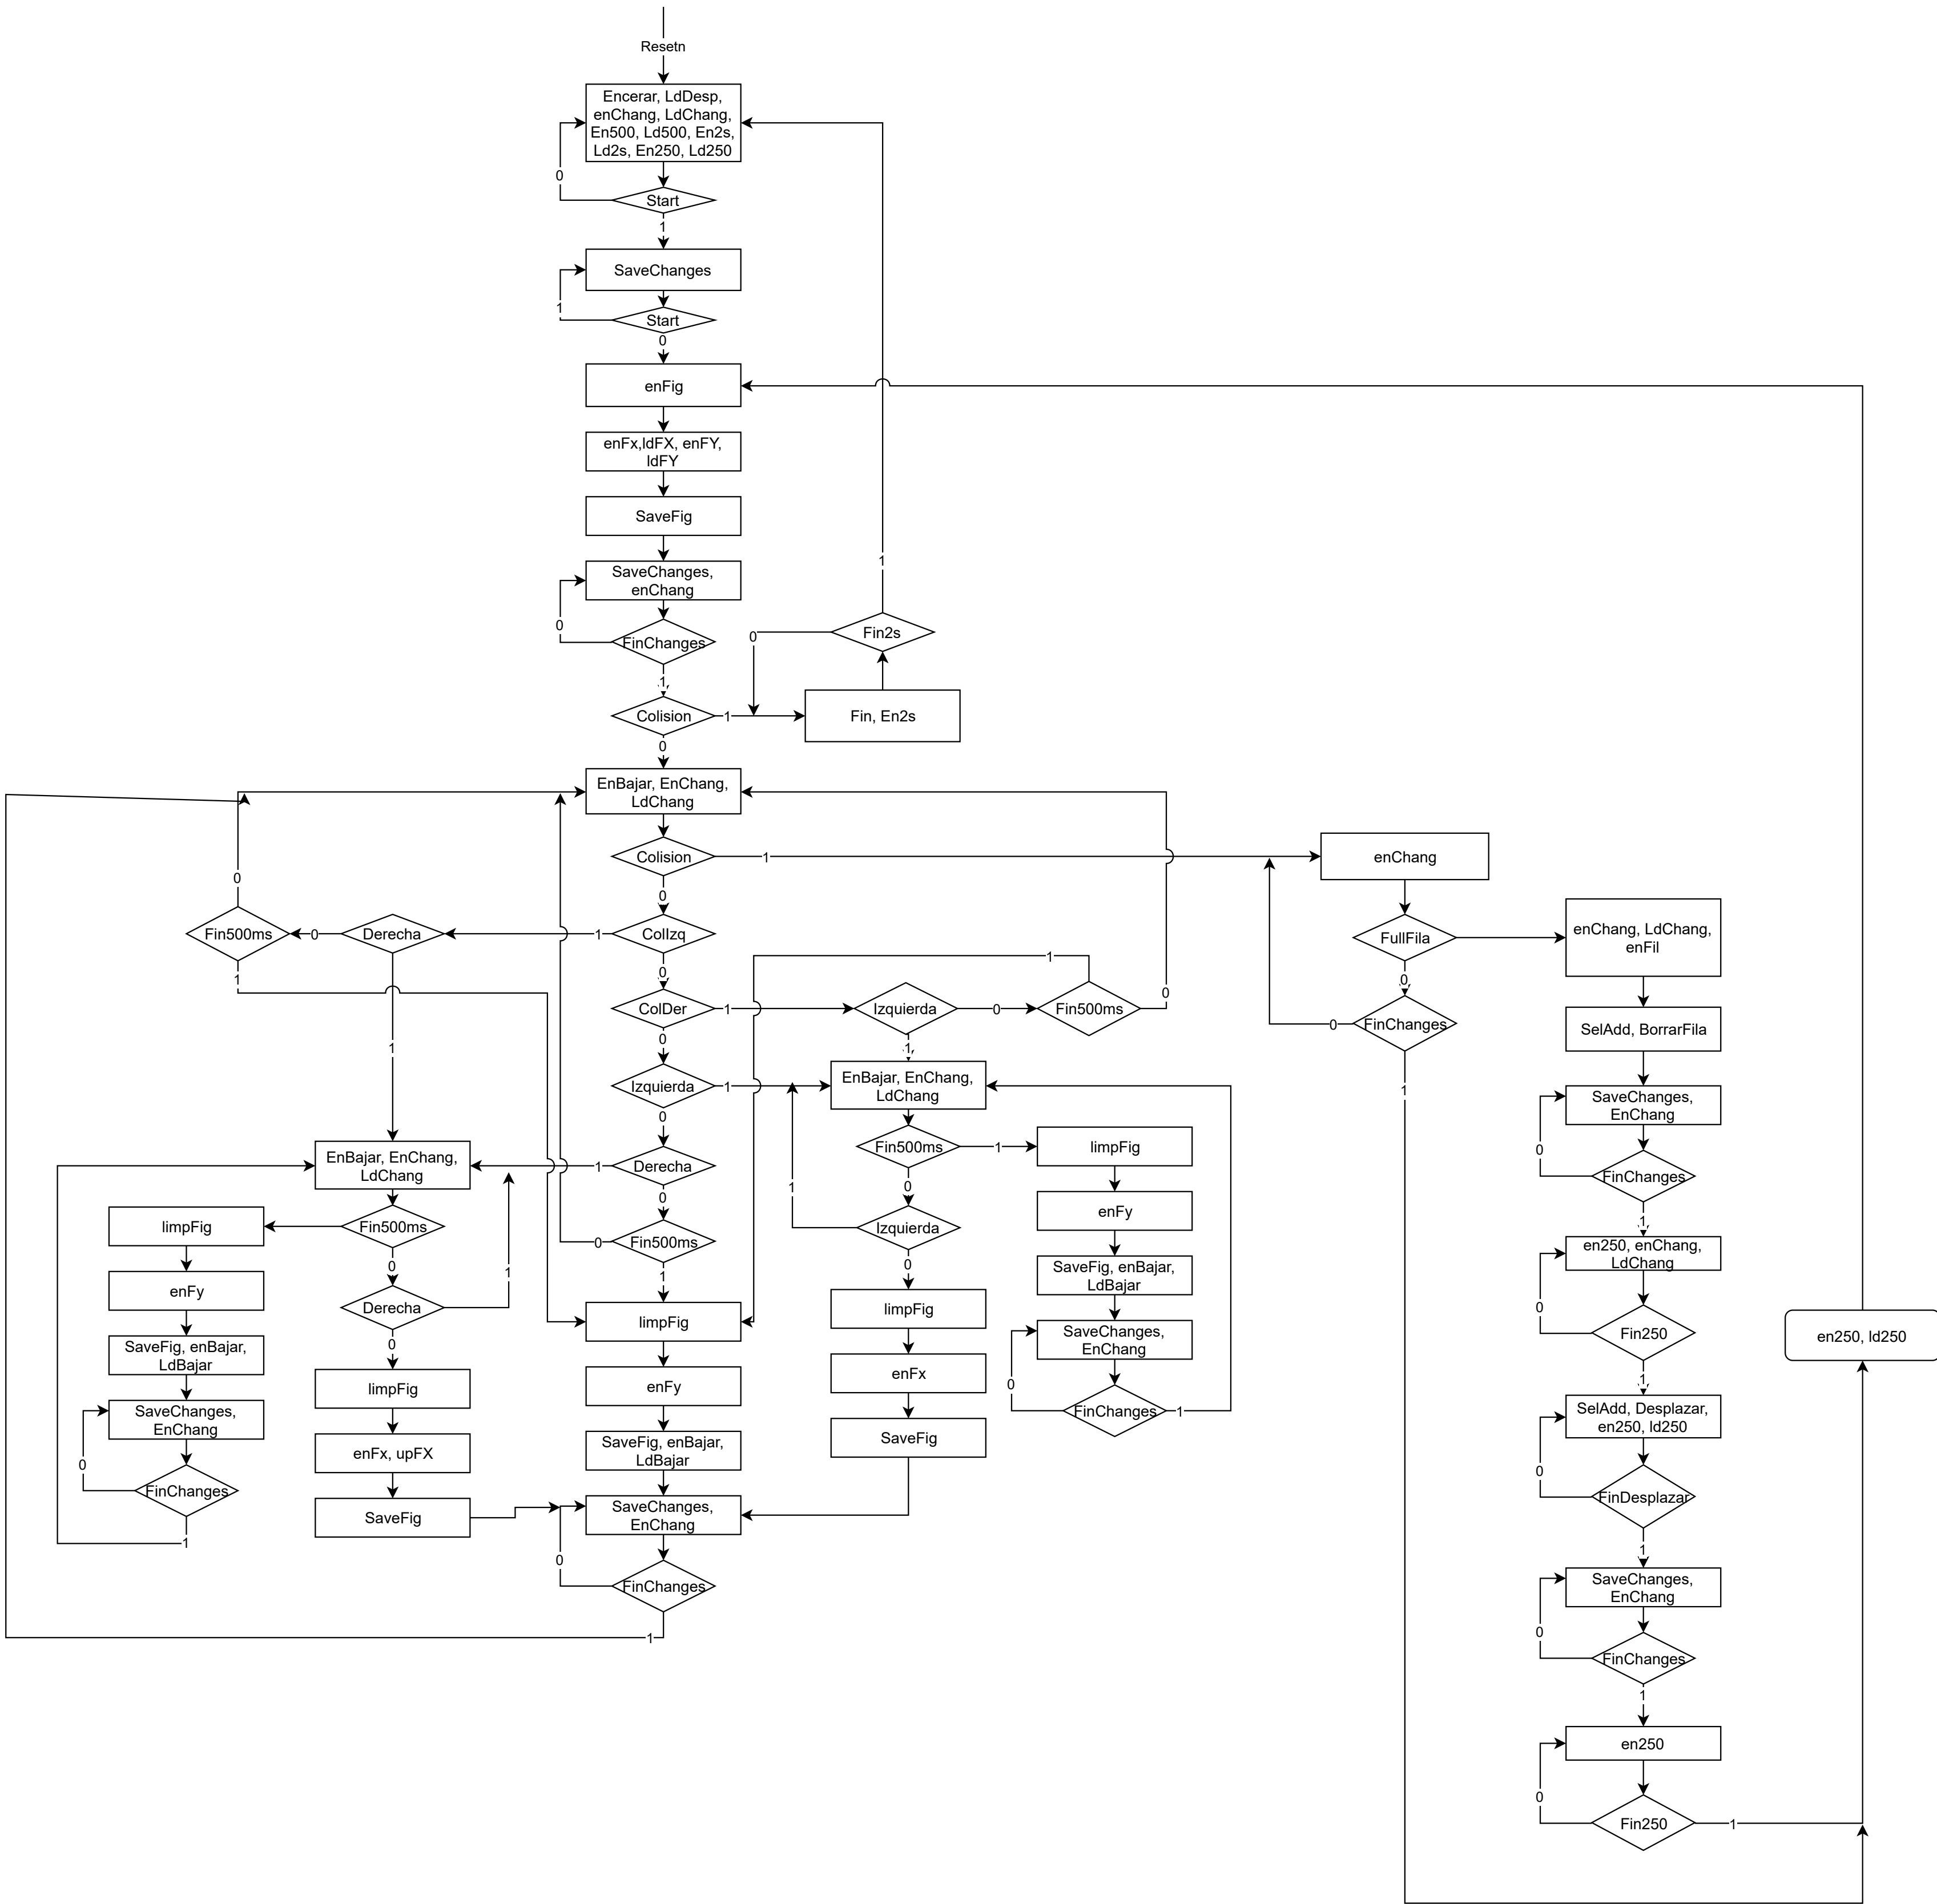 Resetn
Encerar, LdDesp,
enChang, LdChang,
En500, Ld500, En2s,
Ld2s, En250, Ld250
0
Start
1
SaveChanges
1
Start
0
enFig
enFx,ldFX, enFY,
ldFY
SaveFig
1
SaveChanges,
enChang
0
FinChanges
0
Fin2s
1
Colision
1
Fin, En2s
0
EnBajar, EnChang,
LdChang
Colision
1
enChang
0
0
Fin500ms
0
Derecha
1
ColIzq
FullFila
enChang, LdChang,
enFil
1
0
1
0
0
ColDer
1
Izquierda
0
Fin500ms
0
FinChanges
SelAdd, BorrarFila
1
0
1
Izquierda
1
EnBajar, EnChang,
LdChang
1
SaveChanges,
EnChang
0
Fin500ms
1
limpFig
0
FinChanges
EnBajar, EnChang,
LdChang
1
Derecha
1
0
0
enFy
1
limpFig
Fin500ms
0
Fin500ms
Izquierda
en250, enChang,
LdChang
0
1
1
0
SaveFig, enBajar,
LdBajar
0
Fin250
enFy
Derecha
limpFig
limpFig
SaveChanges,
EnChang
en250, ld250
SaveFig, enBajar,
LdBajar
0
limpFig
enFy
enFx
0
FinChanges
1
1
SelAdd, Desplazar,
en250, ld250
SaveChanges,
EnChang
enFx, upFX
SaveFig, enBajar,
LdBajar
SaveFig
0
FinDesplazar
0
FinChanges
SaveFig
SaveChanges,
EnChang
1
1
0
FinChanges
SaveChanges,
EnChang
1
0
FinChanges
1
en250
0
Fin250
1